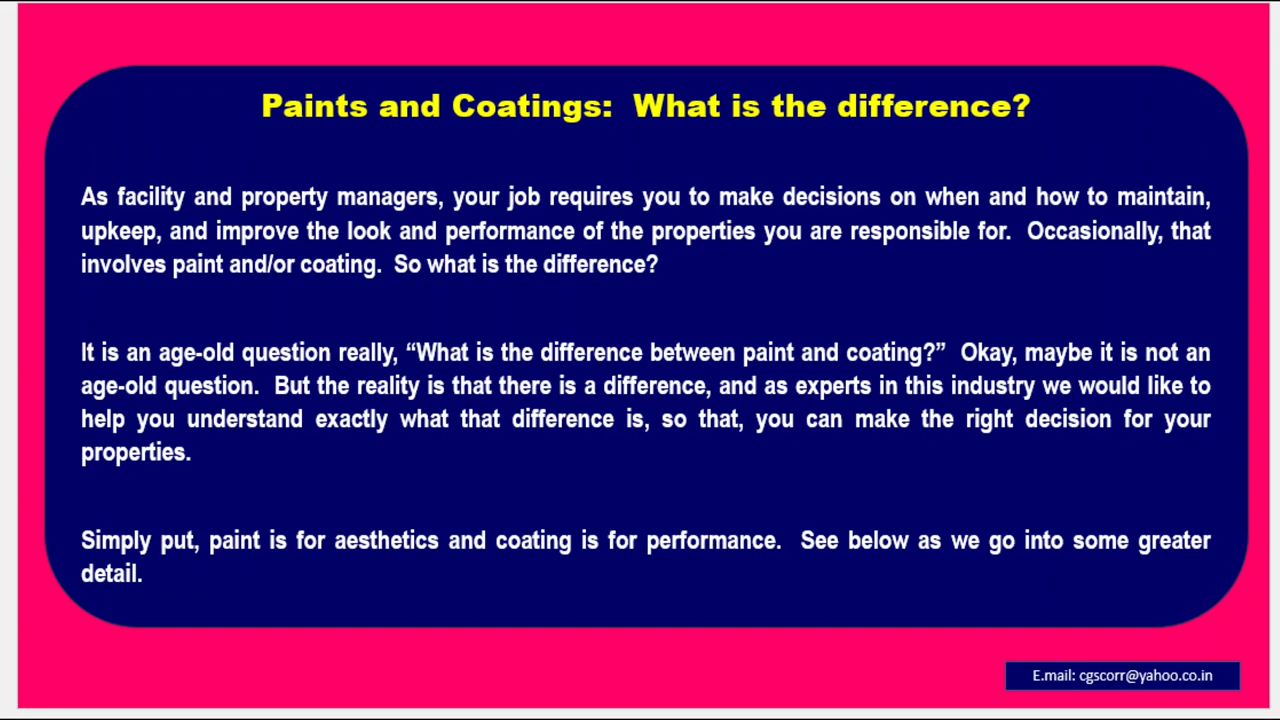 Paints and Coatings:  What is the difference?
As facility and property managers, your job requires you to make decisions on when and how to maintain,
upkeep, and improve the look and performance of the properties you are responsible for.  Occasionally, that
involves paint and/or coating.  So what is the difference?
It is an age-old question really, “What is the difference between paint and coating?”  Okay, maybe it is not an
age-old question.  But the reality is that there is a difference, and as experts in this industry we would like to
help you understand exactly what that difference is, so that, you can make the right decision for your
properties.
Simply put, paint is for aesthetics and coating is for performance.  See below as we go into some greater
detail.
E.mail: cgscorr@yahoo.co.in